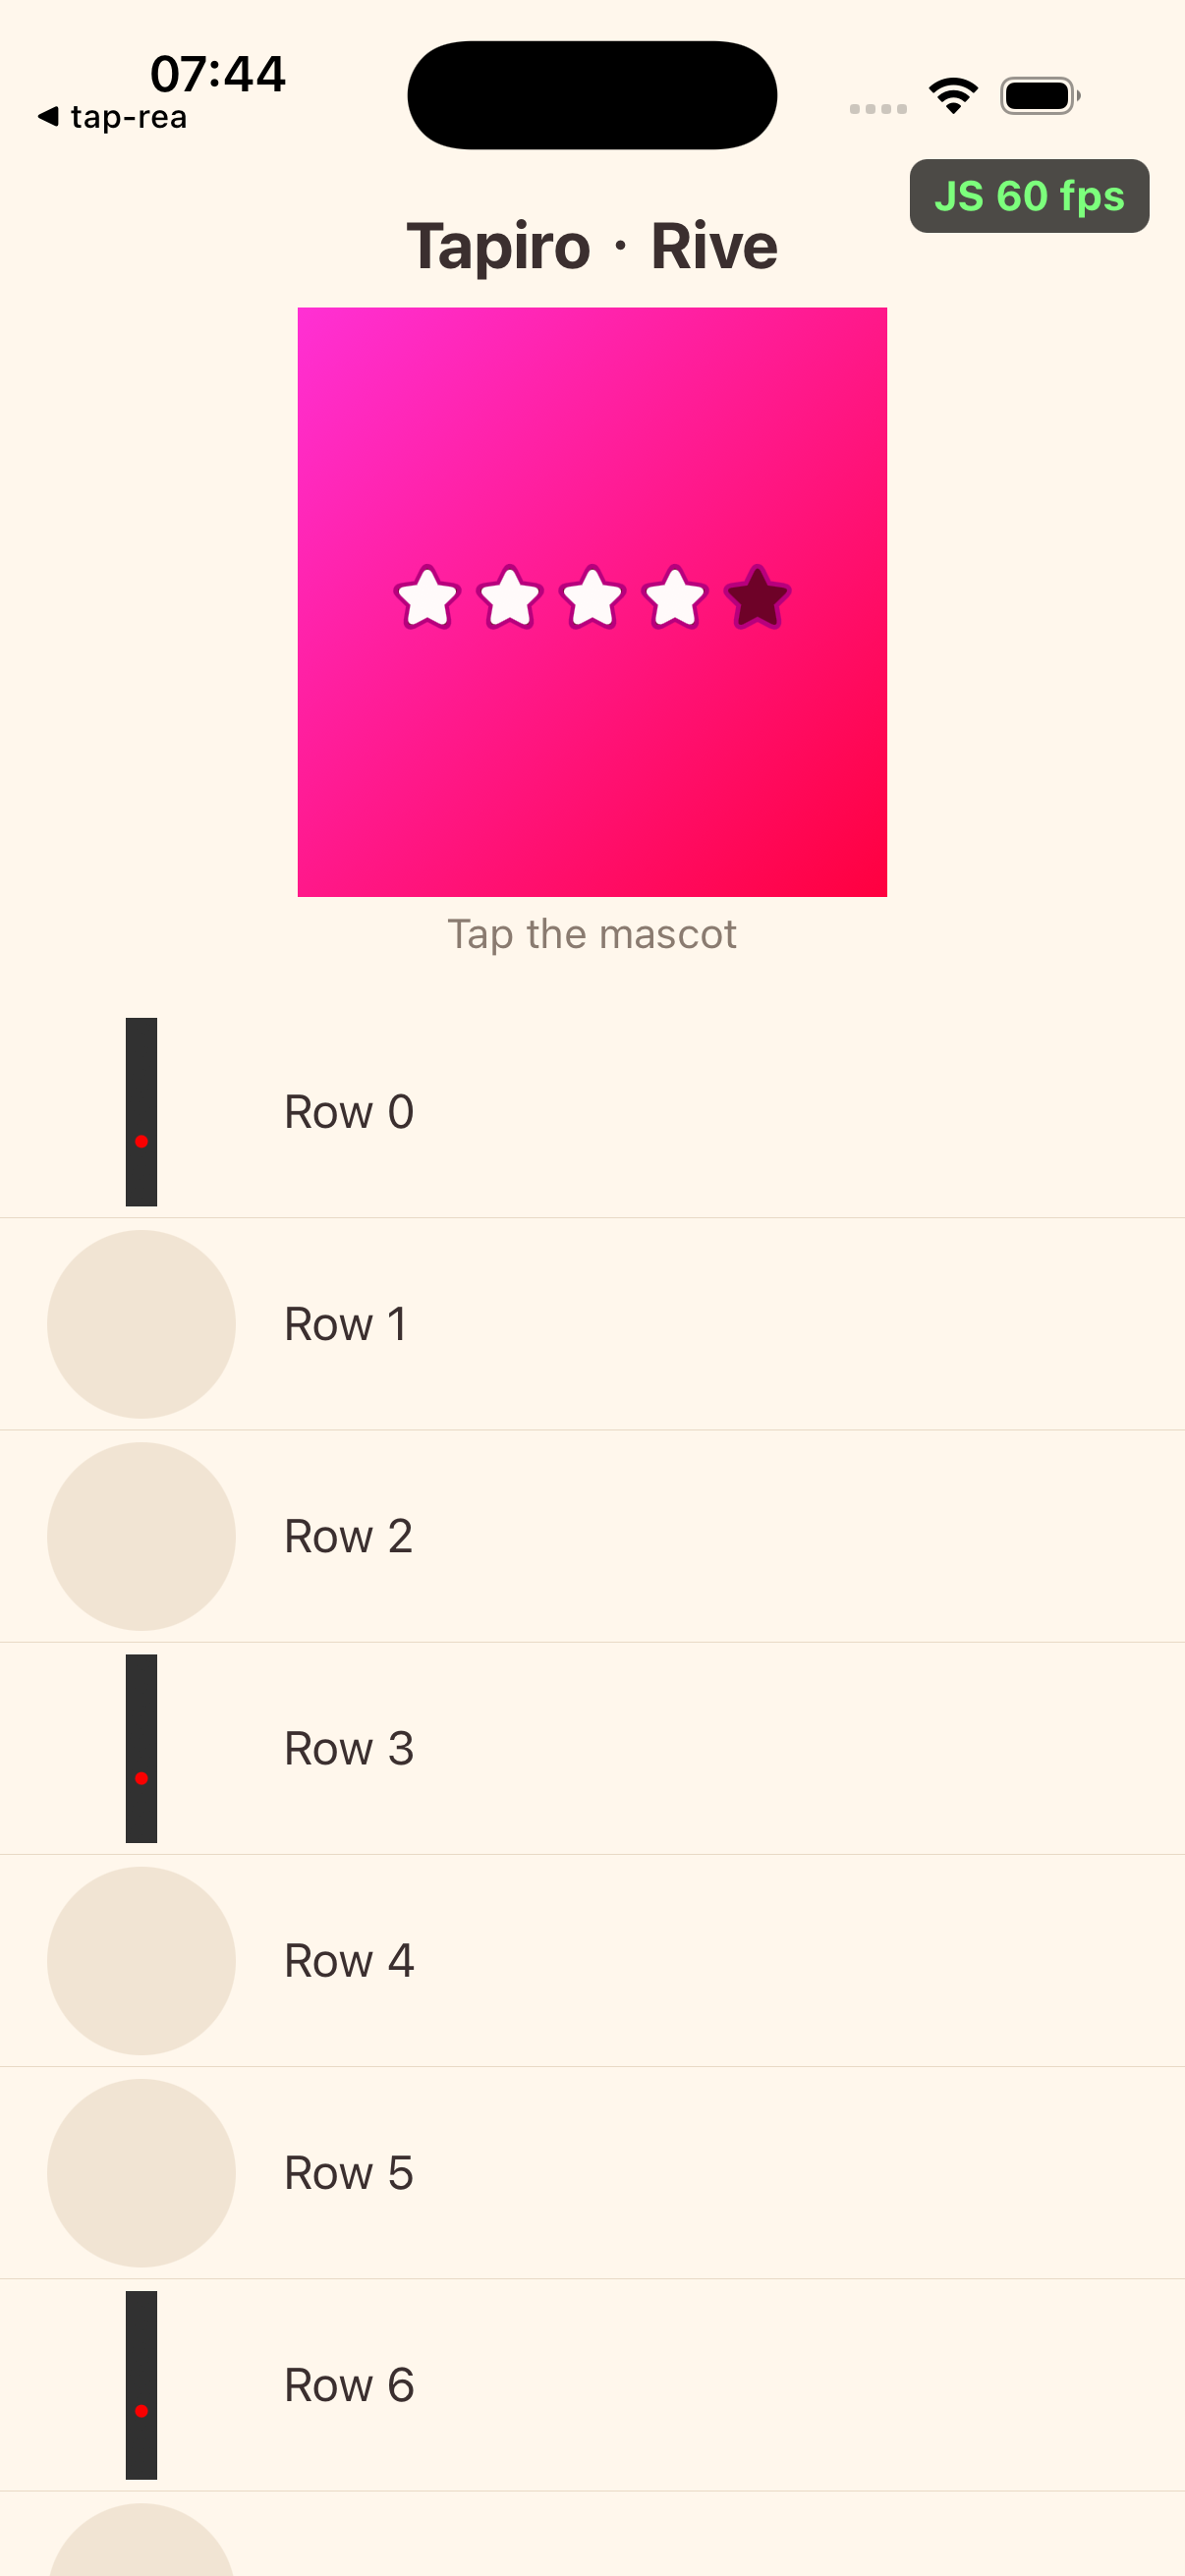 07:44
◀ tap-rea
JS 60 fps
Tapiro · Rive
Tap the mascot
Row 0
Row 1
Row 2
Row 3
Row 4
Row 5
Row 6